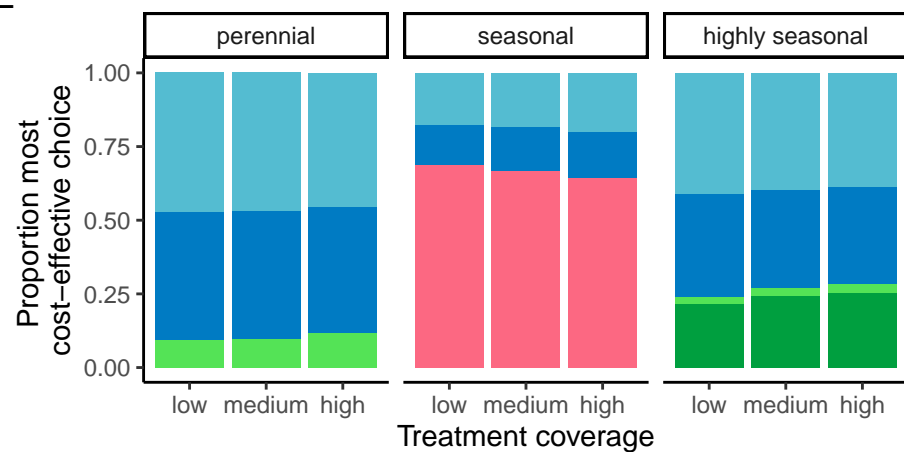 perennial seasonal highly seasonal
Proportion most
cost−effective choice
1.00
0.75
0.50
0.25
0.00
low medium high low medium high low medium high
Treatment coverage